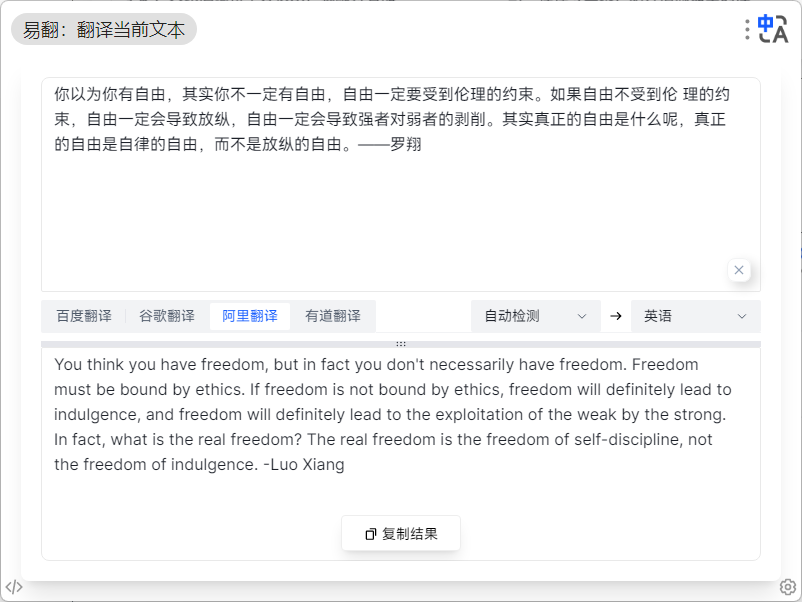 易翻：翻译当前文本
你以为你有自由，其实你不一定有自由，自由一定要受到伦理的约束。如果自由不受到伦 理的约
束，自由一定会导致放纵，自由一定会导致强者对弱者的剥削。其实真正的自由是什么呢，真正
的自由是自律的自由，而不是放纵的自由。——罗翔
百度翻译 谷歌翻译 阿里翻译 有道翻译 自动检测 → 英语
You think you have freedom, but in fact you don't necessarily have freedom. Freedom
must be bound by ethics. If freedom is not bound by ethics, freedom will definitely lead to
indulgence, and freedom will definitely lead to the exploitation of the weak by the strong.
In fact, what is the real freedom? The real freedom is the freedom of self-discipline, not
the freedom of indulgence. -Luo Xiang
复制结果